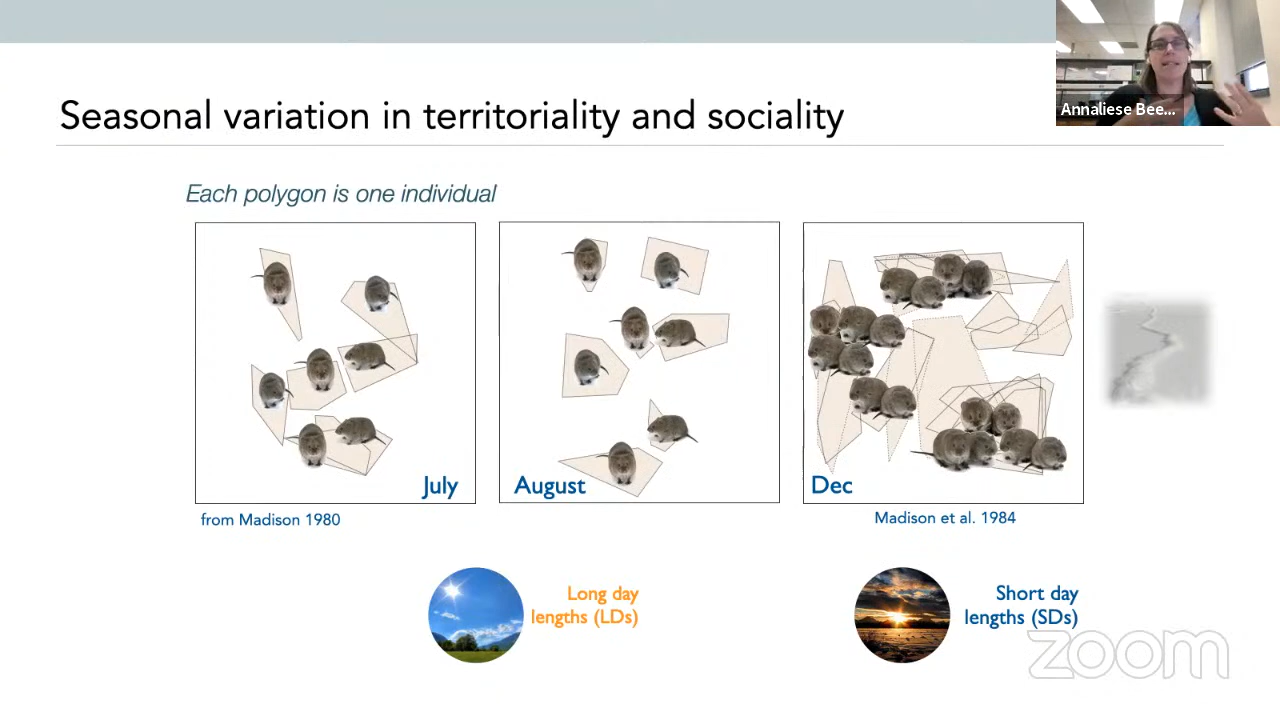 Annaliese Bee...
Seasonal variation in territoriality and sociality
Each polygon is one individual
July
August
Dec
from Madison 1980
Madison et al. 1984
Long day
lengths (LDs)
Short day
lengths (SDs)
zoom